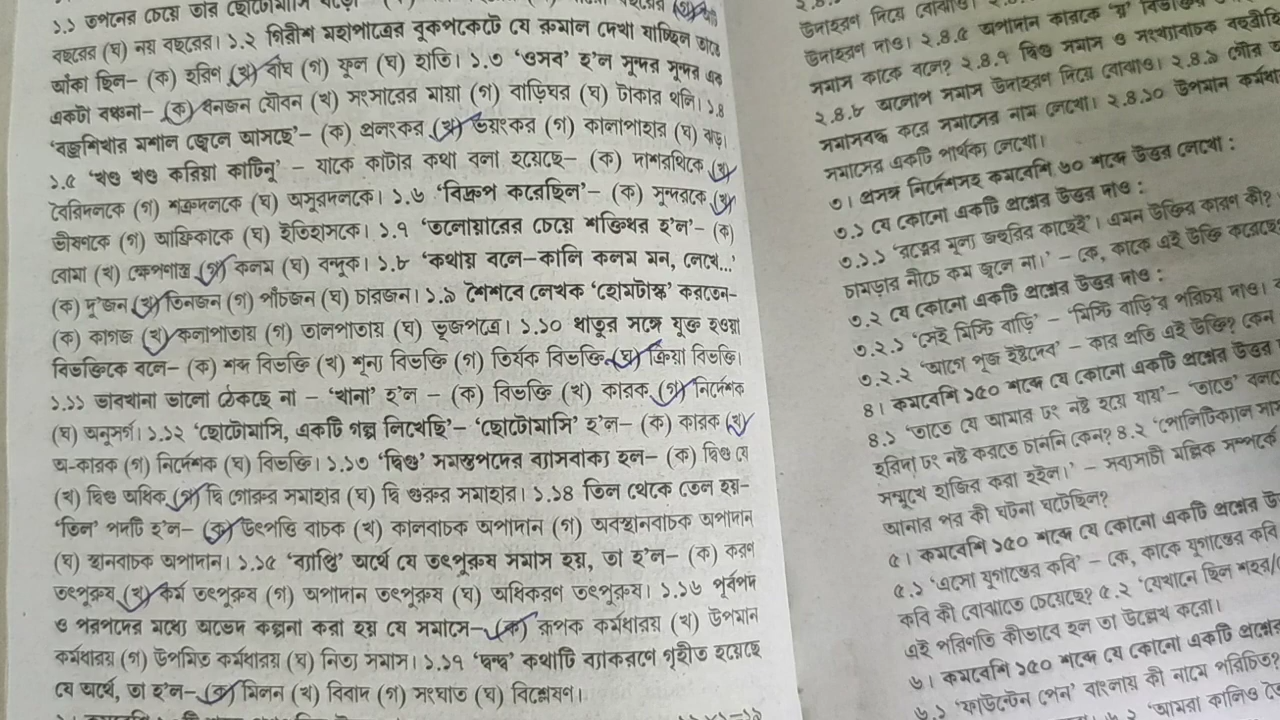 ১.১ তপনের চেয়ে তার ছোটোমাসি
বছরের (ঘ) নয় বছরের। ১.২ গিরীশ মহাপাত্রের বুকপকেটে যে রুমাল দেখা যাচ্ছিল তাতে
আঁকা ছিল– (ক) হরিণ (খ) বাঘ (গ) ফুল (ঘ) হাতি। ১.৩ ‘ওসব’ হ’ল সুন্দর সুন্দর এক
একটা বঞ্চনা– (ক) ধনজন যৌবন (খ) সংসারের মায়া (গ) বাড়িঘর (ঘ) টাকার থলি। ১.৪
‘বজ্রশিখার মশাল জ্বেলে আসছে’– (ক) প্রলংকর (খ) ভয়ংকর (গ) কালাপাহার (ঘ) ঝড়।
১.৫ ‘খণ্ড খণ্ড করিয়া কাটিনু’ – যাকে কাটার কথা বলা হয়েছে– (ক) দাশরথিকে (খ)
বৈরিদলকে (গ) শত্রুদলকে (ঘ) অসুরদলকে। ১.৬ ‘বিদ্রূপ করেছিল’– (ক) সুন্দরকে (খ)
ভীষণকে (গ) আফ্রিকাকে (ঘ) ইতিহাসকে। ১.৭ ‘তলোয়ারের চেয়ে শক্তিধর হ’ল’– (ক)
বোমা (খ) ক্ষেপণাস্ত্র (গ) কলম (ঘ) বন্দুক। ১.৮ ‘কথায় বলে–কালি কলম মন, লেখে...’
(ক) দু’জন (খ) তিনজন (গ) পাঁচজন (ঘ) চারজন। ১.৯ শৈশবে লেখক ‘হোমটাস্ক’ করতেন–
(ক) কাগজ (খ) কলাপাতায় (গ) তালপাতায় (ঘ) ভূজপত্রে। ১.১০ ধাতুর সঙ্গে যুক্ত হওয়া
বিভক্তিকে বলে– (ক) শব্দ বিভক্তি (খ) শূন্য বিভক্তি (গ) তির্যক বিভক্তি (ঘ) ক্রিয়া বিভক্তি।
১.১১ ভাবখানা ভালো ঠেকছে না – ‘খানা’ হ’ল – (ক) বিভক্তি (খ) কারক (গ) নির্দেশক
(ঘ) অনুসর্গ। ১.১২ ‘ছোটোমাসি, একটি গল্প লিখেছি’– ‘ছোটোমাসি’ হ’ল– (ক) কারক (খ)
অ-কারক (গ) নির্দেশক (ঘ) বিভক্তি। ১.১৩ ‘দ্বিগু’ সমস্তপদের ব্যাসবাক্য হল– (ক) দ্বিগু যে
(খ) দ্বিগু অধিক (গ) দ্বি গোরুর সমাহার (ঘ) দ্বি গুরুর সমাহার। ১.১৪ তিল থেকে তেল হয়–
‘তিল’ পদটি হ’ল– (ক) উৎপত্তি বাচক (খ) কালবাচক অপাদান (গ) অবস্থানবাচক অপাদান
(ঘ) স্থানবাচক অপাদান। ১.১৫ ‘ব্যাপ্তি’ অর্থে যে তৎপুরুষ সমাস হয়, তা হ’ল– (ক) করণ
তৎপুরুষ (খ) কর্ম তৎপুরুষ (গ) অপাদান তৎপুরুষ (ঘ) অধিকরণ তৎপুরুষ। ১.১৬ পূর্বপদ
ও পরপদের মধ্যে অভেদ কল্পনা করা হয় যে সমাসে– (ক) রূপক কর্মধারয় (খ) উপমান
কর্মধারয় (গ) উপমিত কর্মধারয় (ঘ) নিত্য সমাস। ১.১৭ ‘দ্বন্দ্ব’ কথাটি ব্যাকরণে গৃহীত হয়েছে
যে অর্থে, তা হ’ল– (ক) মিলন (খ) বিবাদ (গ) সংঘাত (ঘ) বিশ্লেষণ।
উদাহরণ দিয়ে বোঝাও।
উদাহরণ দাও। ২.৪.৫ অপাদান কারকে ‘য়’
সমাস কাকে বলে? ২.৪.৭ দ্বিগু সমাস ও সংখ্যাবাচক বহুব্রীহি
২.৪.৮ অলোপ সমাস উদাহরণ দিয়ে বোঝাও। ২.৪.৯
সমাসবদ্ধ করে সমাসের নাম লেখো। ২.৪.১০ উপমান কর্মধারয়
সমাসের একটি পার্থক্য লেখো।
৩। প্রসঙ্গ নির্দেশসহ কমবেশি ৬০ শব্দে উত্তর লেখো :
৩.১ যে কোনো একটি প্রশ্নের উত্তর দাও :
৩.১.১ ‘রত্নের মূল্য জহুরির কাছেই’। এমন উক্তির কারণ কী?
চামড়ার নীচে কম জ্বলে না।’ – কে, কাকে এই উক্তি করেছে
৩.২ যে কোনো একটি প্রশ্নের উত্তর দাও :
৩.২.১ ‘সেই মিষ্টি বাড়ি’ – ‘মিষ্টি বাড়ি’র পরিচয় দাও।
৩.২.২ ‘আগে পূজ ইষ্টদেব’ – কার প্রতি এই উক্তি? কেন
৪। কমবেশি ১৫০ শব্দে যে কোনো একটি প্রশ্নের উত্তর
৪.১ ‘তাতে যে আমার ঢং নষ্ট হয়ে যায়’ – ‘তাতে’ বলতে
হরিদা ঢং নষ্ট করতে চাননি কেন? ৪.২ ‘পোলিটিক্যাল
সম্মুখে হাজির করা হইল।’ – সব্যসাচী মল্লিক সম্পর্কে
আনার পর কী ঘটনা ঘটেছিল?
৫। কমবেশি ১৫০ শব্দে যে কোনো একটি প্রশ্নের
৫.১ ‘এসো যুগান্তের কবি’ – কে, কাকে যুগান্তের কবি
কবি কী বোঝাতে চেয়েছে? ৫.২ ‘যেখানে ছিল শহর/
এই পরিণতি কীভাবে হল তা উল্লেখ করো।
৬। কমবেশি ১৫০ শব্দে যে কোনো একটি প্রশ্নের
৬.১ ‘ফাউন্টেন পেন’ বাংলায় কী নামে পরিচিত?
৬.২ ‘আমরা কালিও